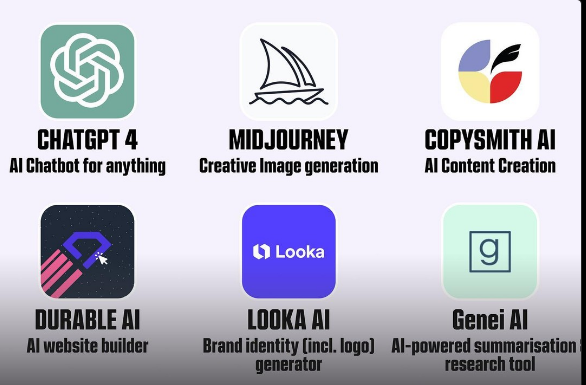 CHATGPT 4
AI Chatbot for anything
MIDJOURNEY
Creative Image generation
COPYSMITH AI
AI Content Creation
DURABLE AI
AI website builder
Looka
LOOKA AI
Brand identity (incl. logo)
generator
g
Genei AI
AI-powered summarisation
research tool